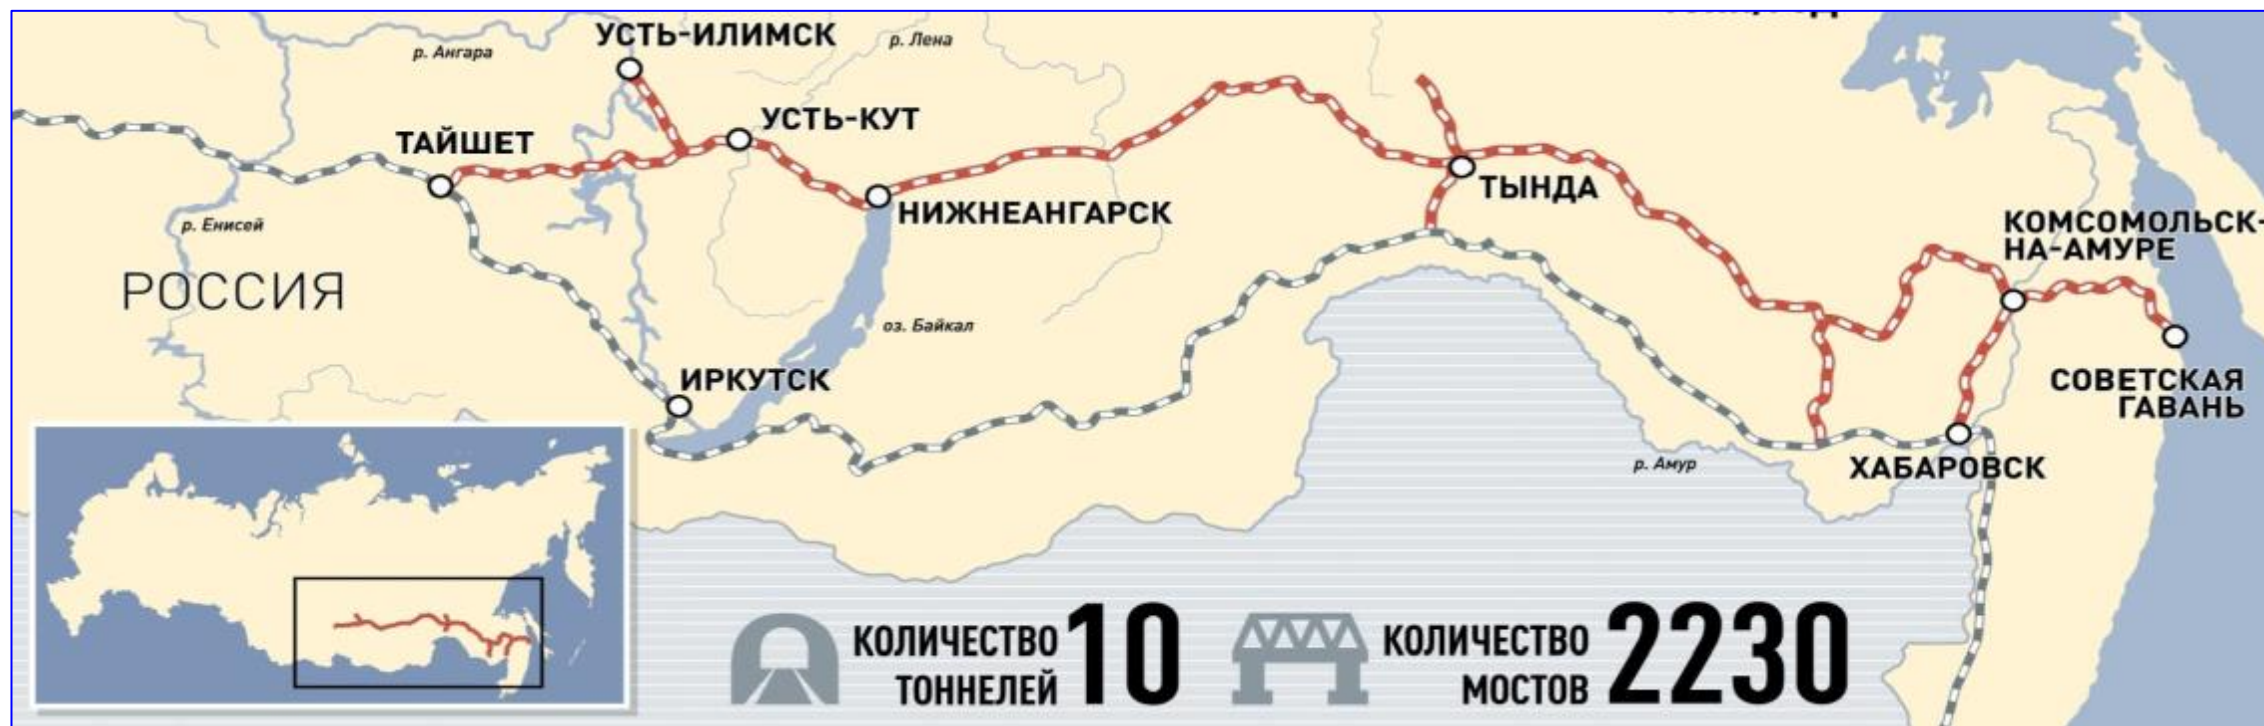 УСТЬ-ИЛИМСК
р. Лена
р. Ангара
УСТЬ-КУТ
ТАЙШЕТ
ТЫНДА
НИЖНЕАНГАРСК
р. Енисей
КОМСОМОЛЬСК-
НА-АМУРЕ
РОССИЯ
оз. Байкал
ИРКУТСК
СОВЕТСКАЯ
ГАВАНЬ
р. Амур
ХАБАРОВСК
КОЛИЧЕСТВО
ТОННЕЛЕЙ
10
КОЛИЧЕСТВО
МОСТОВ
2230